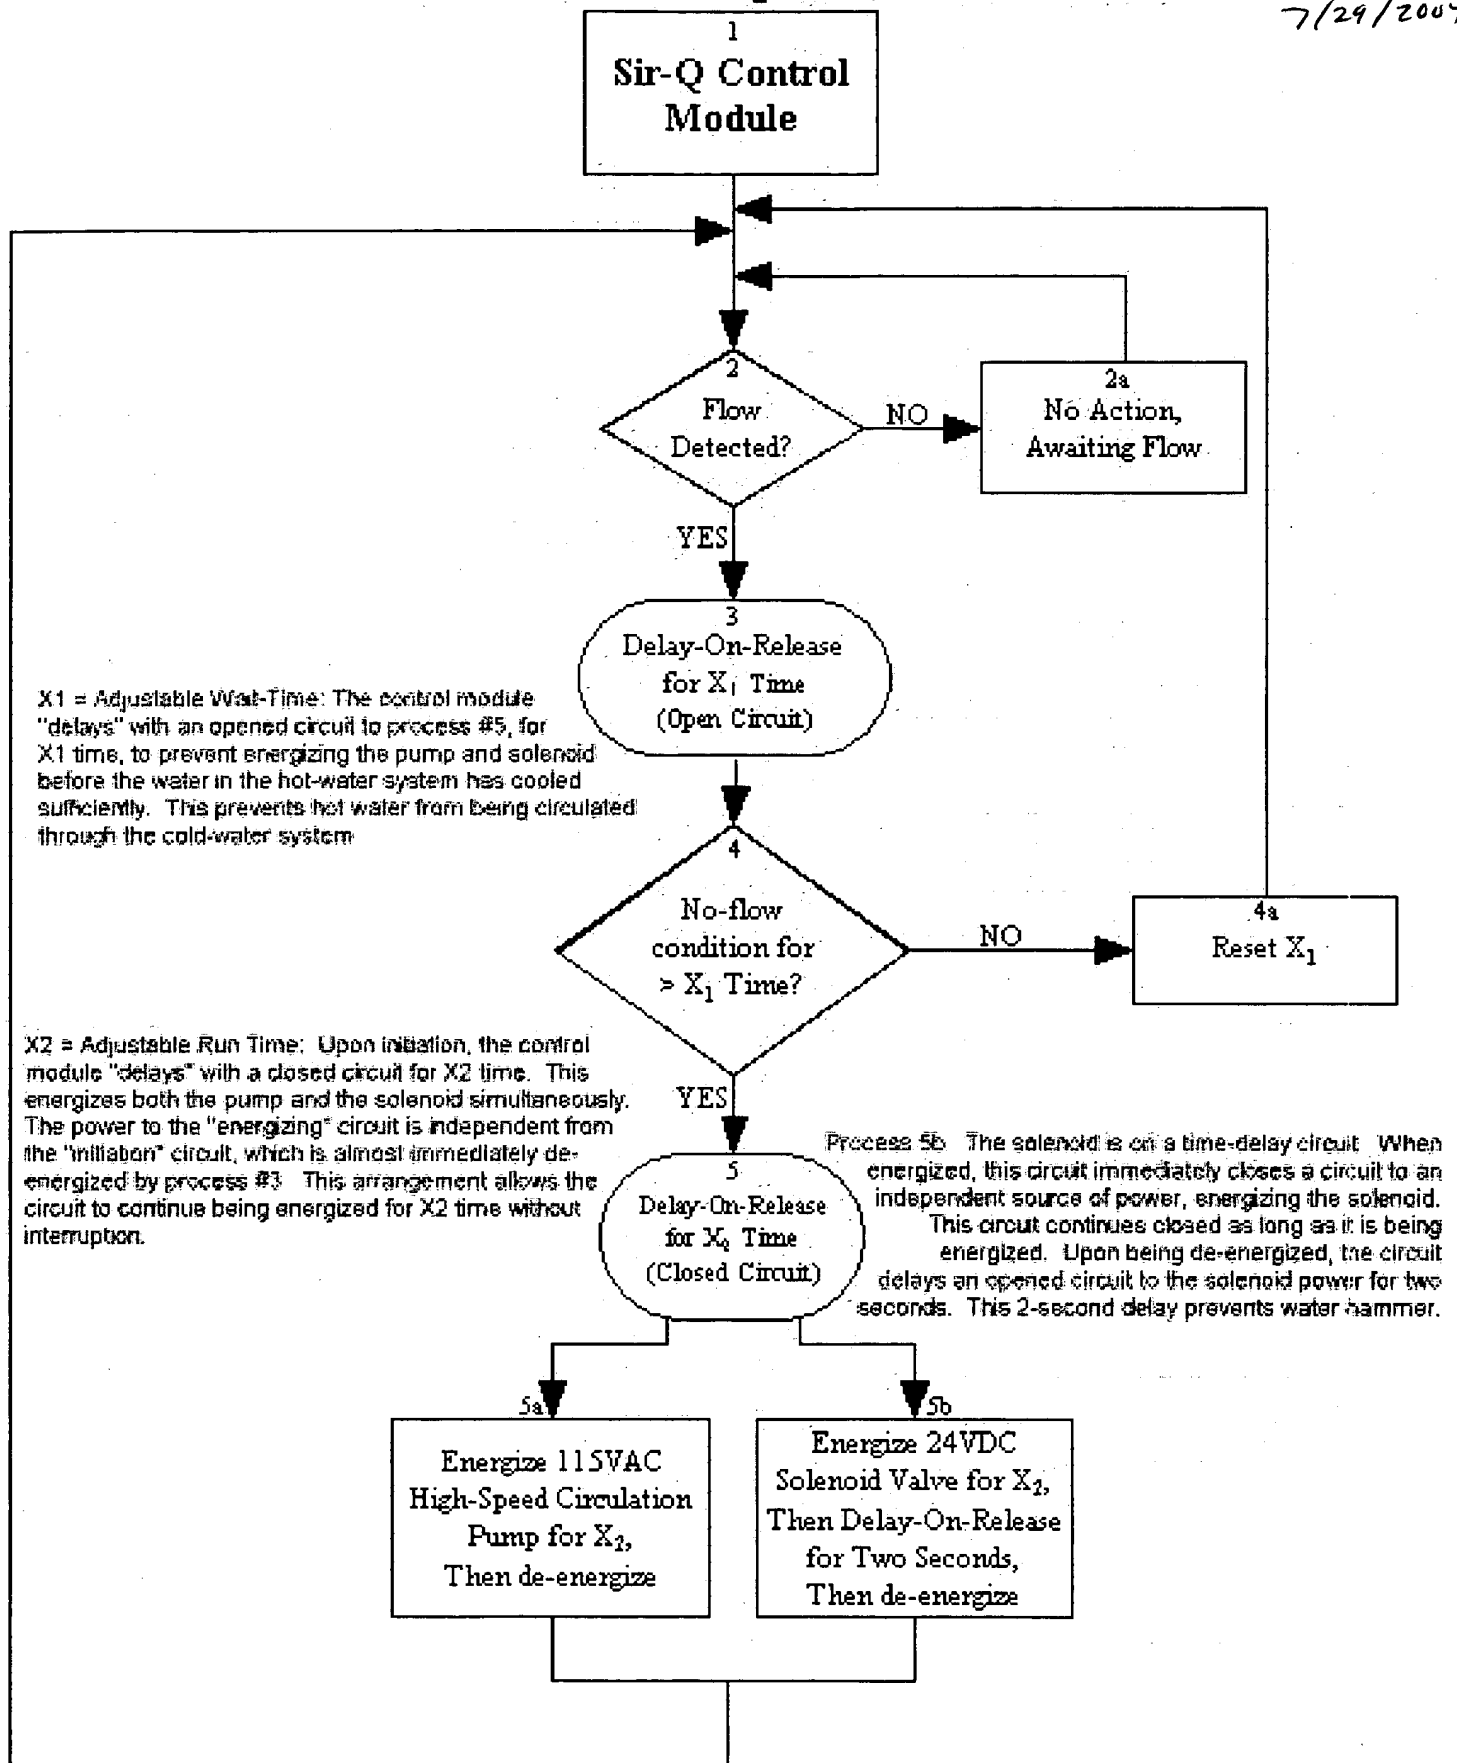 7/29/2004
1
Sir-Q Control
Module
2
Flow
Detected?
NO
2a
No Action,
Awaiting Flow
YES
3
Delay-On-Release
for X1 Time
(Open Circuit)
X1 = Adjustable Wait-Time: The control module
"delays" with an opened circuit to process #5, for
X1 time, to prevent energizing the pump and solenoid
before the water in the hot-water system has cooled
sufficiently. This prevents hot water from being circulated
through the cold-water system
4
No-flow
condition for
> X1 Time?
NO
4a
Reset X1
X2 = Adjustable Run Time: Upon initiation, the control
module "delays" with a closed circuit for X2 time. This
energizes both the pump and the solenoid simultaneously.
The power to the "energizing" circuit is independent from
the "initiation" circuit, which is almost immediately de-
energized by process #3 This arrangement allows the
circuit to continue being energized for X2 time without
interruption.
YES
5
Delay-On-Release
for X2 Time
(Closed Circuit)
Process 5b The solenoid is on a time-delay circuit When
energized, this circuit immediately closes a circuit to an
independent source of power, energizing the solenoid.
This circuit continues closed as long as it is being
energized. Upon being de-energized, the circuit
delays an opened circuit to the solenoid power for two
seconds. This 2-second delay prevents water hammer.
5a
Energize 115VAC
High-Speed Circulation
Pump for X2,
Then de-energize
5b
Energize 24VDC
Solenoid Valve for X2,
Then Delay-On-Release
for Two Seconds,
Then de-energize